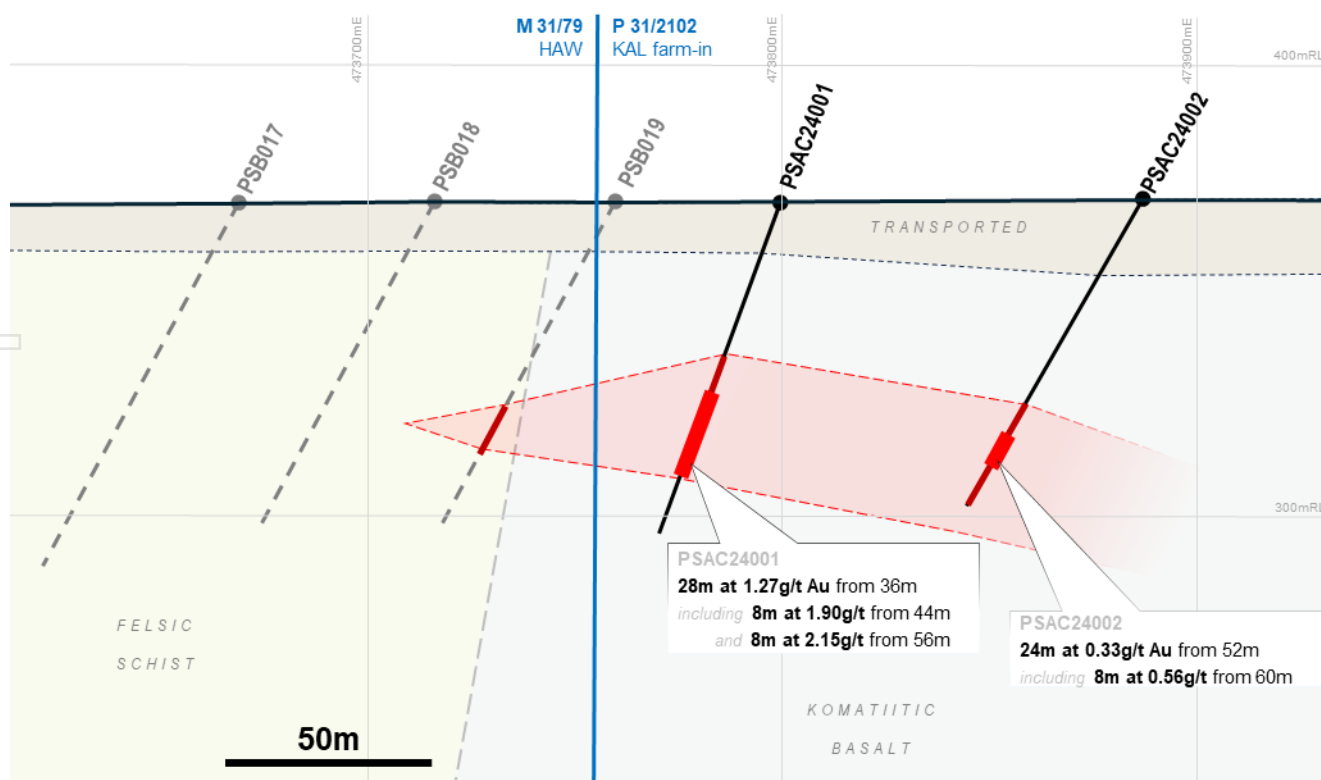 M 31/79
HAW
P 31/2102
KAL farm-in
473700mE
473800mE
473900mE
400mRL
PSB017
PSB018
PSB019
PSAC24001
PSAC24002
TRANSPORTED
300mRL
PSAC24001
28m at 1.27g/t Au from 36m
including 8m at 1.90g/t from 44m
and 8m at 2.15g/t from 56m
PSAC24002
24m at 0.33g/t Au from 52m
including 8m at 0.56g/t from 60m
FELSIC
SCHIST
KOMATIITIC
BASALT
50m